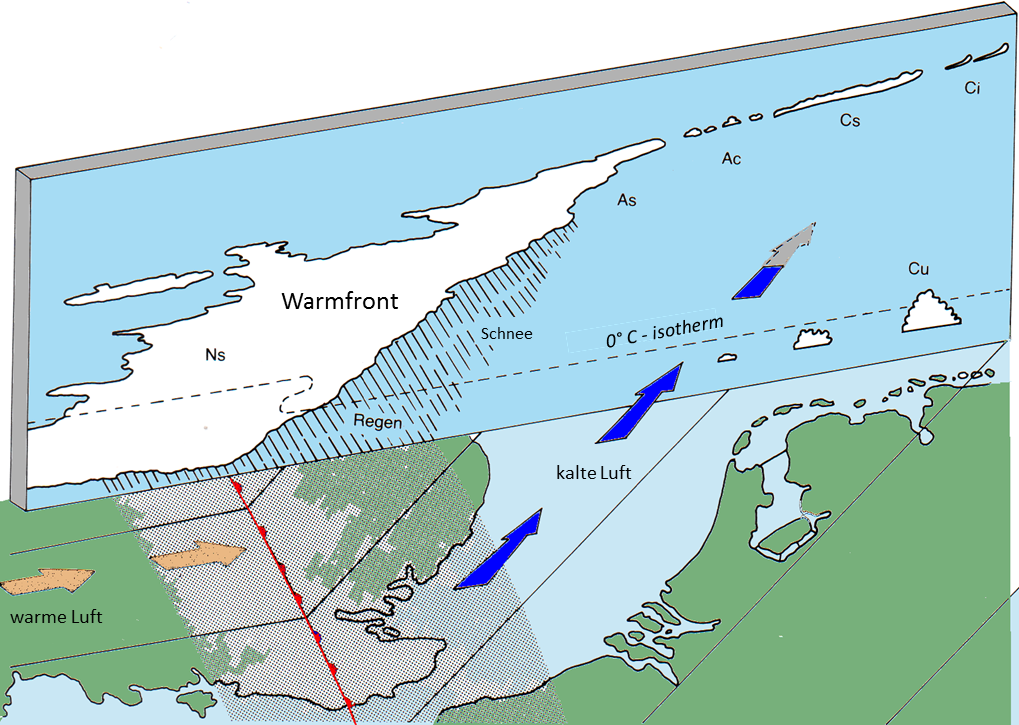 Ci
Cs
Ac
As
Cu
Warmfront
0° C - isotherm
Schnee
Ns
Regen
kalte Luft
warme Luft